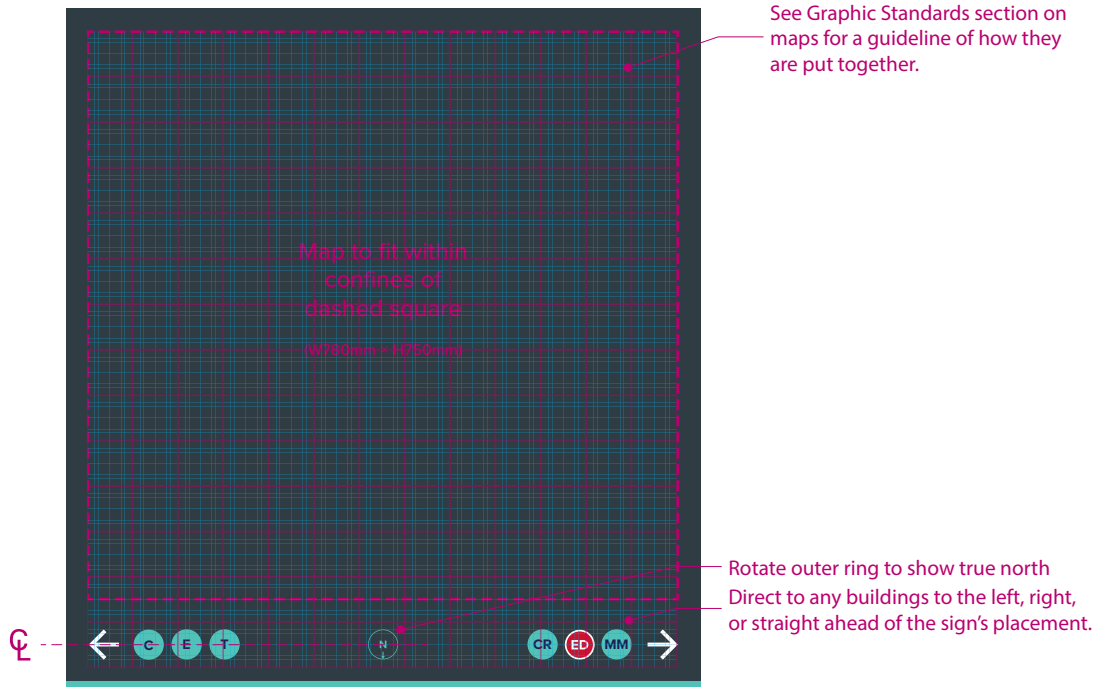 See Graphic Standards section on
maps for a guideline of how they
are put together.
Map to fit within
confines of
dashed square
(W780mm × H750mm)
Rotate outer ring to show true north
Direct to any buildings to the left, right,
or straight ahead of the sign’s placement.
℄ C E T N CR ED MM